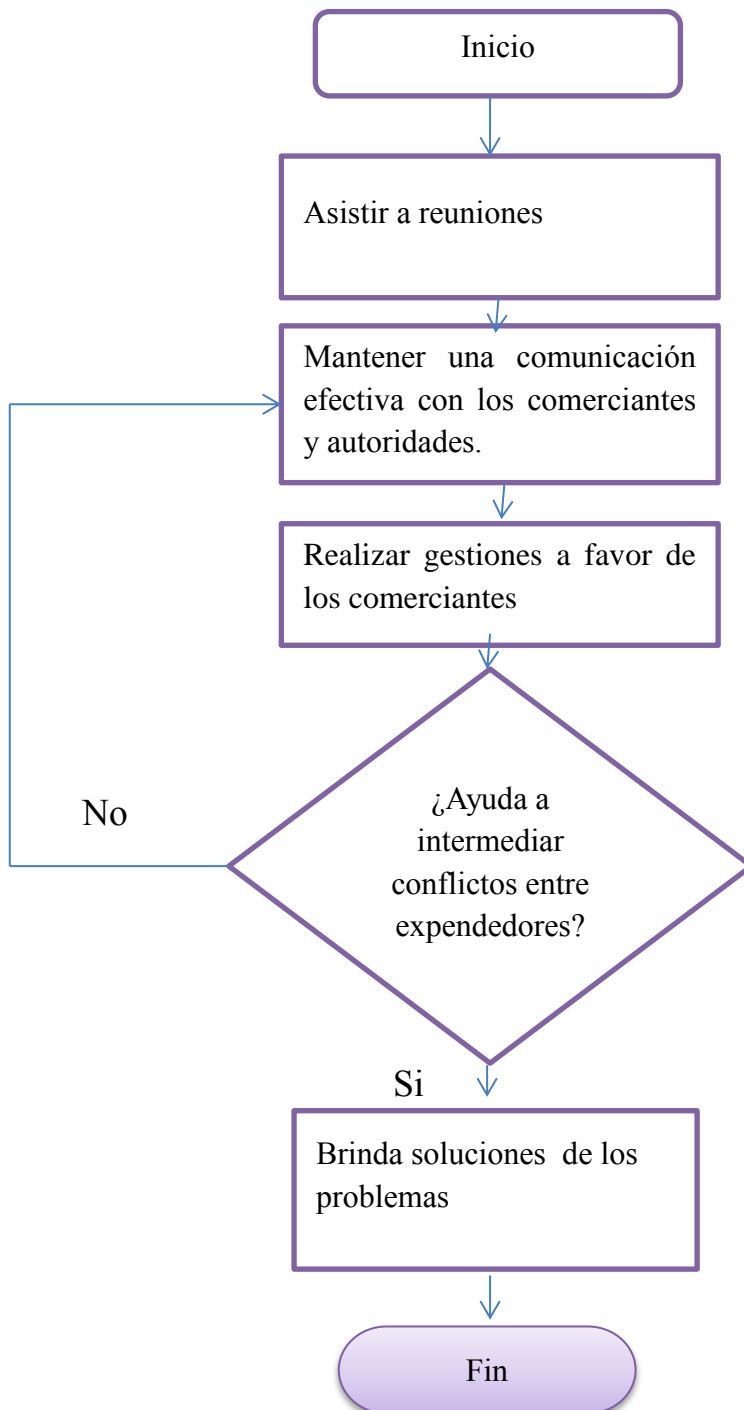 Inicio
Asistir a reuniones
Mantener una comunicación
efectiva con los comerciantes
y autoridades.
Realizar gestiones a favor de
los comerciantes
¿Ayuda a
intermediar
conflictos entre
expendedores?
No
Si
Brinda soluciones de los
problemas
Fin